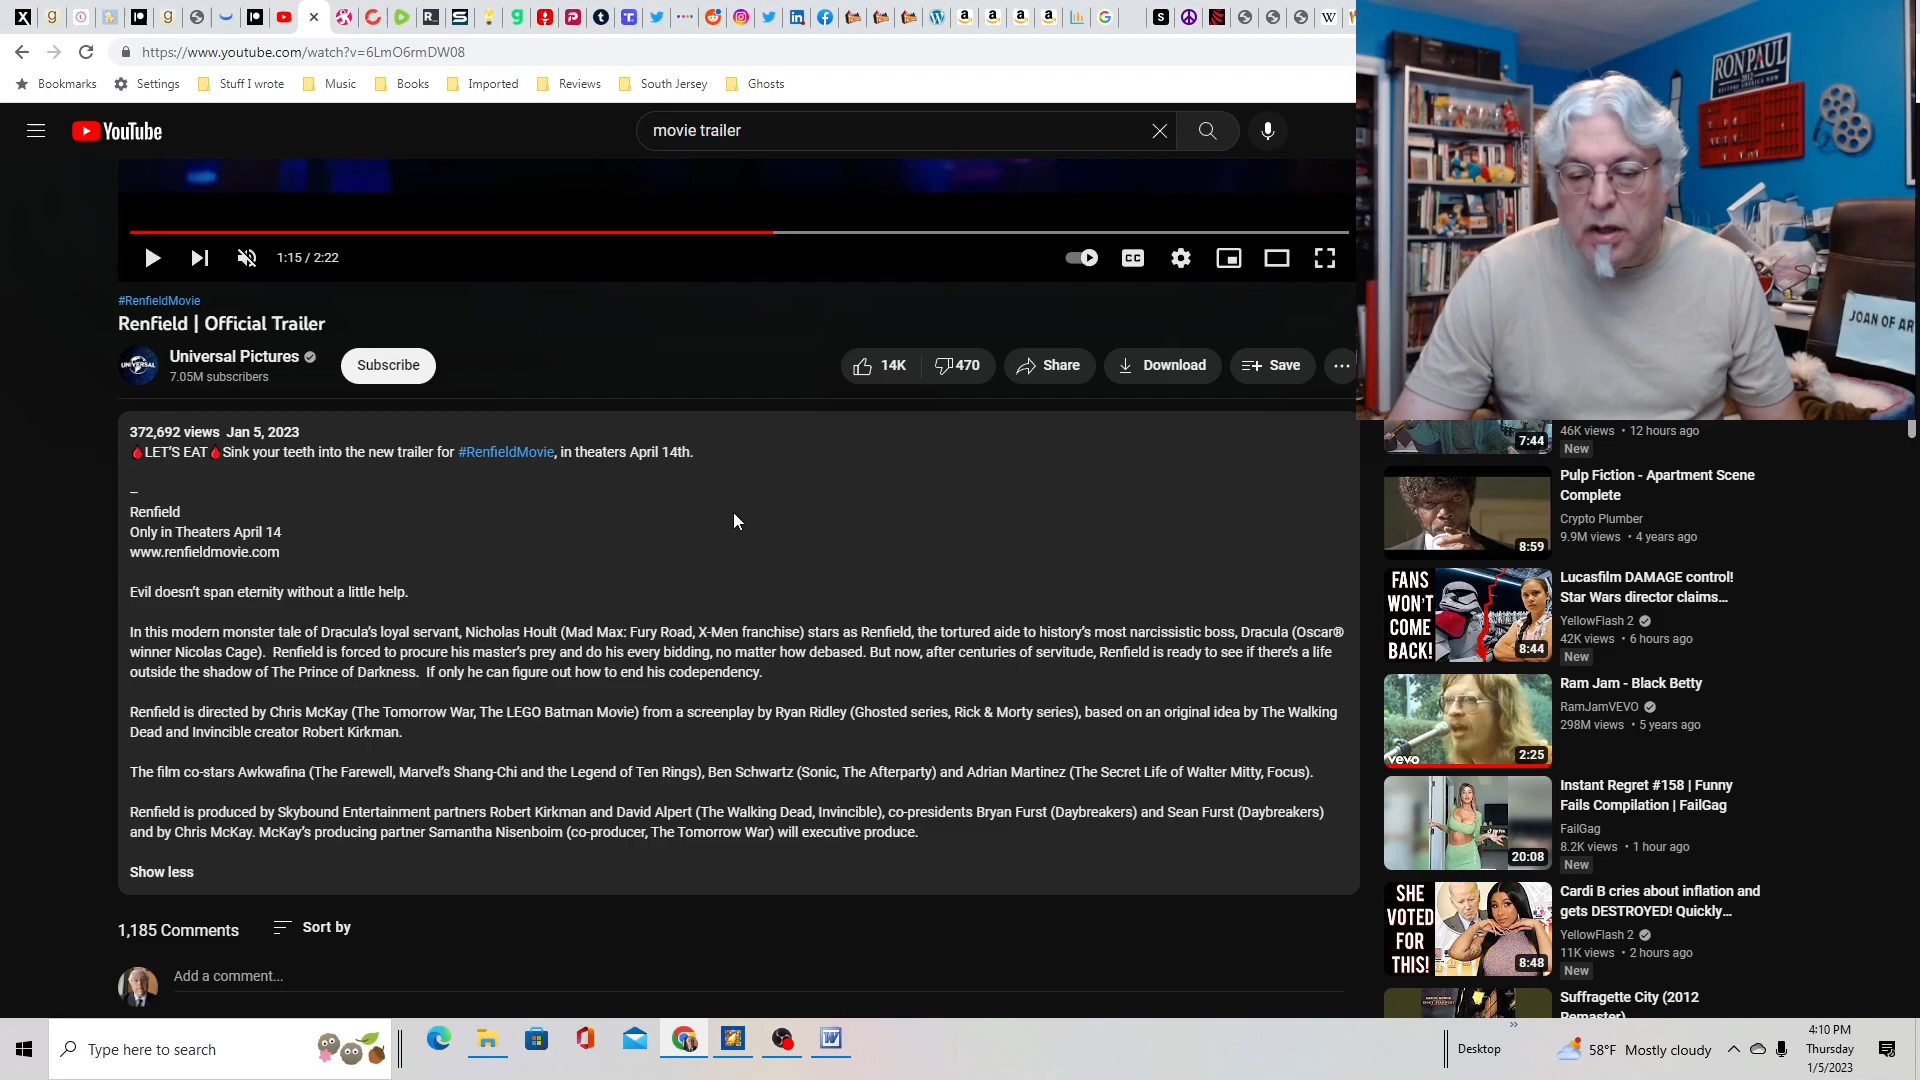 https://www.youtube.com/watch?v=6LmO6rmDW08
Bookmarks
Settings
Stuff I wrote
Music
Books
Imported
Reviews
South Jersey
Ghosts
YouTube
movie trailer
1:15 / 2:22
CC
#RenfieldMovie
Renfield | Official Trailer
UNIVERSAL
Universal Pictures
7.05M subscribers
Subscribe
14K
470
Share
Download
Save
372,692 views Jan 5, 2023
🩸LET'S EAT🩸Sink your teeth into the new trailer for #RenfieldMovie, in theaters April 14th.
–
Renfield
Only in Theaters April 14
www.renfieldmovie.com
Evil doesn't span eternity without a little help.
In this modern monster tale of Dracula's loyal servant, Nicholas Hoult (Mad Max: Fury Road, X-Men franchise) stars as Renfield, the tortured aide to history's most narcissistic boss, Dracula (Oscar®
winner Nicolas Cage). Renfield is forced to procure his master's prey and do his every bidding, no matter how debased. But now, after centuries of servitude, Renfield is ready to see if there's a life
outside the shadow of The Prince of Darkness. If only he can figure out how to end his codependency.
Renfield is directed by Chris McKay (The Tomorrow War, The LEGO Batman Movie) from a screenplay by Ryan Ridley (Ghosted series, Rick & Morty series), based on an original idea by The Walking
Dead and Invincible creator Robert Kirkman.
The film co-stars Awkwafina (The Farewell, Marvel's Shang-Chi and the Legend of Ten Rings), Ben Schwartz (Sonic, The Afterparty) and Adrian Martinez (The Secret Life of Walter Mitty, Focus).
Renfield is produced by Skybound Entertainment partners Robert Kirkman and David Alpert (The Walking Dead, Invincible), co-presidents Bryan Furst (Daybreakers) and Sean Furst (Daybreakers)
and by Chris McKay. McKay's producing partner Samantha Nisenboim (co-producer, The Tomorrow War) will executive produce.
Show less
1,185 Comments
Sort by
Add a comment...
RON PAUL
2012
JOAN OF AR
7:44
46K views • 12 hours ago
New
8:59
Pulp Fiction - Apartment Scene
Complete
Crypto Plumber
9.9M views • 4 years ago
FANS
WON'T
COME
BACK!
8:44
Lucasfilm DAMAGE control!
Star Wars director claims...
YellowFlash 2
42K views • 6 hours ago
New
vevo
2:25
Ram Jam - Black Betty
RamJamVEVO
298M views • 5 years ago
20:08
Instant Regret #158 | Funny
Fails Compilation | FailGag
FailGag
8.2K views • 1 hour ago
New
SHE
VOTED
FOR
THIS!
8:48
Cardi B cries about inflation and
gets DESTROYED! Quickly...
YellowFlash 2
11K views • 2 hours ago
New
Suffragette City (2012
Remaster)
Type here to search
Desktop
58°F Mostly cloudy
4:10 PM
Thursday
1/5/2023